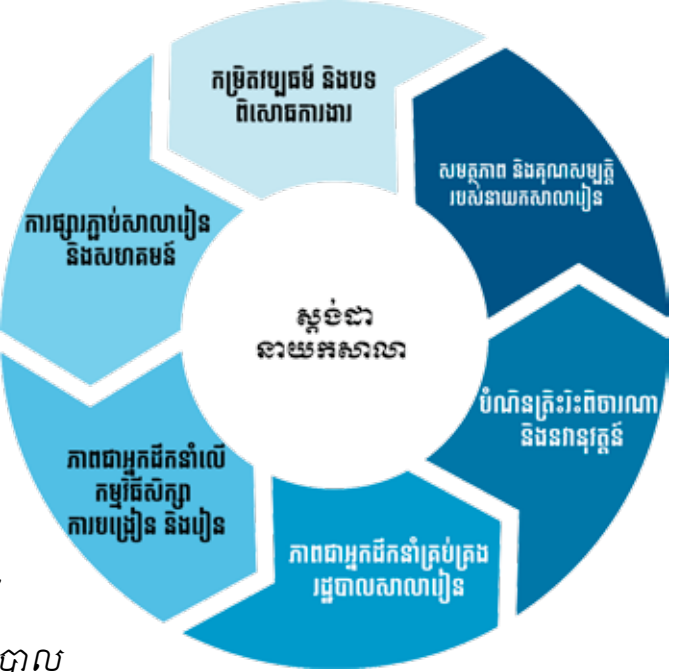 កម្រិតវប្បធម៌ និងបទ
ពិសោធការងារ
សមត្ថភាព និងគុណសម្បត្តិ
របស់នាយកសាលារៀន
បំណិនត្រិះរិះពិចារណា
និងនវានុវត្តន៍
ភាពជាអ្នកដឹកនាំគ្រប់គ្រង
រដ្ឋបាលសាលារៀន
ភាពជាអ្នកដឹកនាំលើ
កម្មវិធីសិក្សា
ការបង្រៀន និងរៀន
ការផ្សារភ្ជាប់សាលារៀន
និងសហគមន៍
ស្តង់ដា
នាយកសាលា
បាល